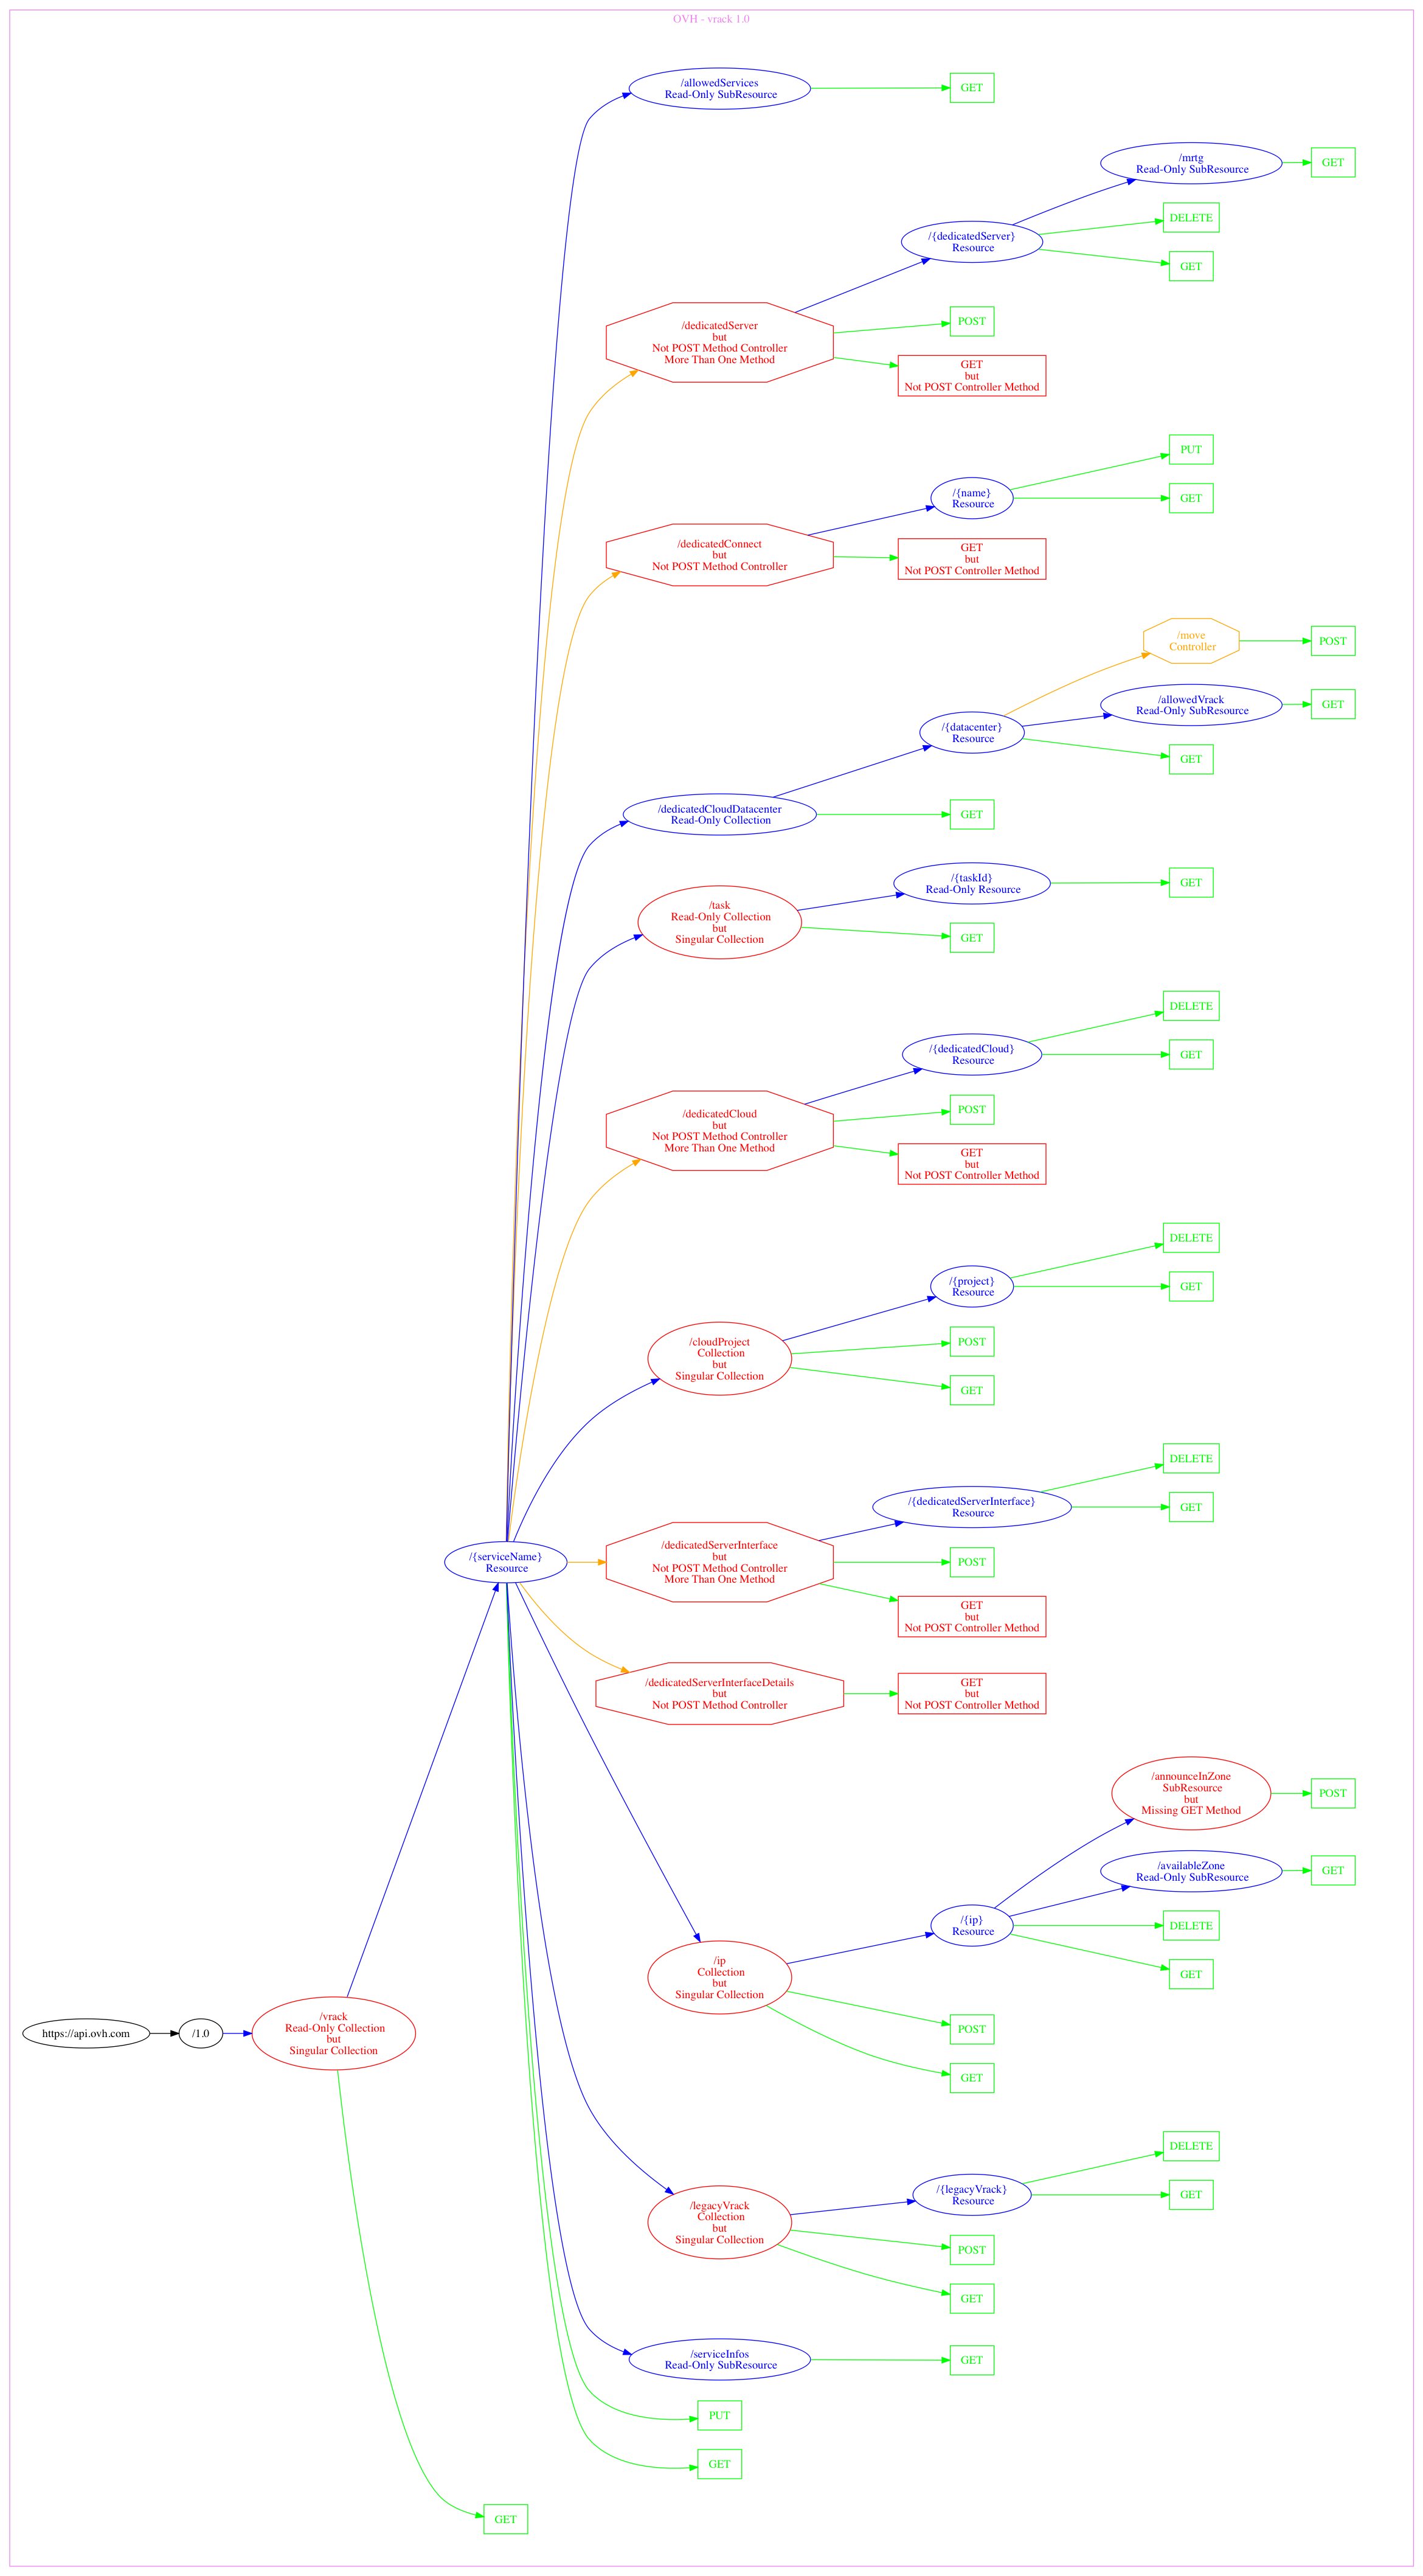 OVH - vrack 1.0
/allowedServices
Read-Only SubResource
GET
/mrtg
Read-Only SubResource
GET
/{dedicatedServer}
Resource
DELETE
GET
/dedicatedServer
but
Not POST Method Controller
More Than One Method
POST
GET
but
Not POST Controller Method
/{name}
Resource
PUT
GET
/dedicatedConnect
but
Not POST Method Controller
GET
but
Not POST Controller Method
/move
Controller
POST
/allowedVrack
Read-Only SubResource
GET
/{datacenter}
Resource
GET
/dedicatedCloudDatacenter
Read-Only Collection
GET
/task
Read-Only Collection
but
Singular Collection
/{taskId}
Read-Only Resource
GET
GET
/{dedicatedCloud}
Resource
DELETE
GET
/dedicatedCloud
but
Not POST Method Controller
More Than One Method
POST
GET
but
Not POST Controller Method
/{project}
Resource
DELETE
GET
/cloudProject
Collection
but
Singular Collection
POST
GET
/{serviceName}
Resource
/{dedicatedServerInterface}
Resource
DELETE
GET
/dedicatedServerInterface
but
Not POST Method Controller
More Than One Method
POST
GET
but
Not POST Controller Method
/dedicatedServerInterfaceDetails
but
Not POST Method Controller
GET
but
Not POST Controller Method
/announceInZone
SubResource
but
Missing GET Method
POST
/availableZone
Read-Only SubResource
GET
/{ip}
Resource
DELETE
GET
/ip
Collection
but
Singular Collection
POST
GET
https://api.ovh.com
/1.0
/vrack
Read-Only Collection
but
Singular Collection
/{legacyVrack}
Resource
DELETE
GET
/legacyVrack
Collection
but
Singular Collection
POST
GET
/serviceInfos
Read-Only SubResource
GET
PUT
GET
GET